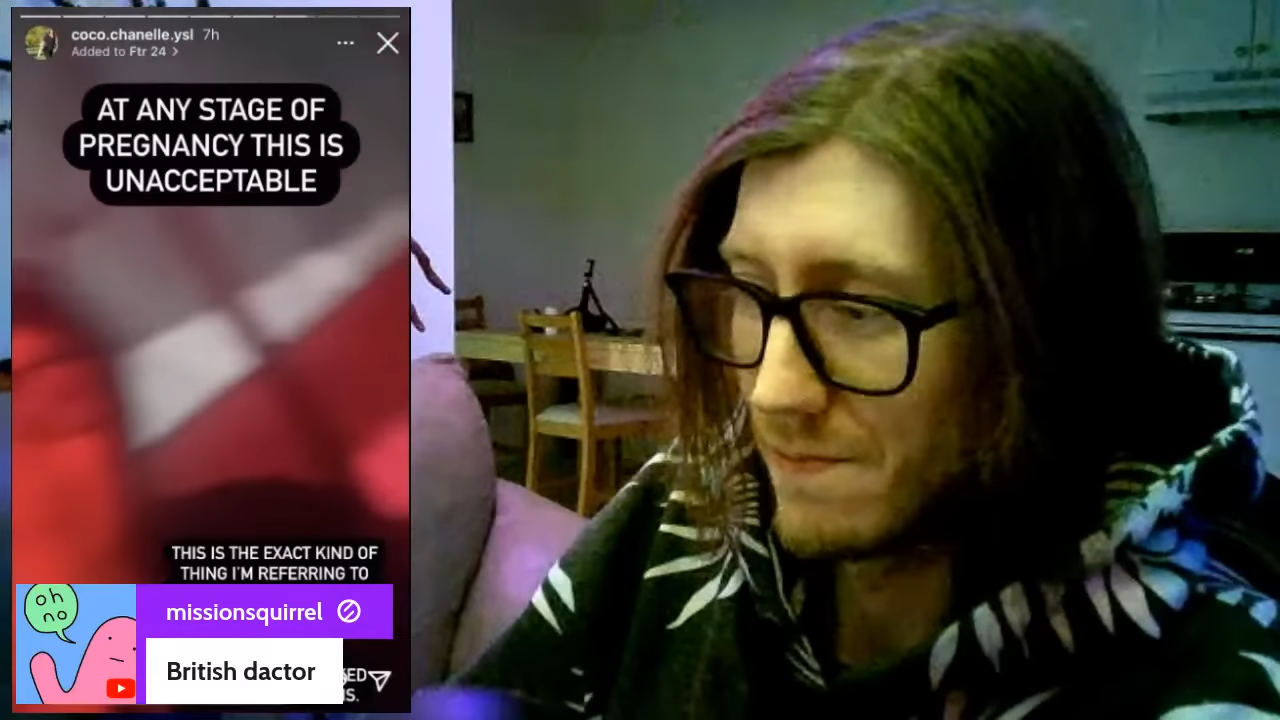 coco.chanelle.ysl 7h
Added to Ftr 24 >
AT ANY STAGE OF
PREGNANCY THIS IS
UNACCEPTABLE
THIS IS THE EXACT KIND OF
THING I'M REFERRING TO
oh
no
missionsquirrel
British dactor